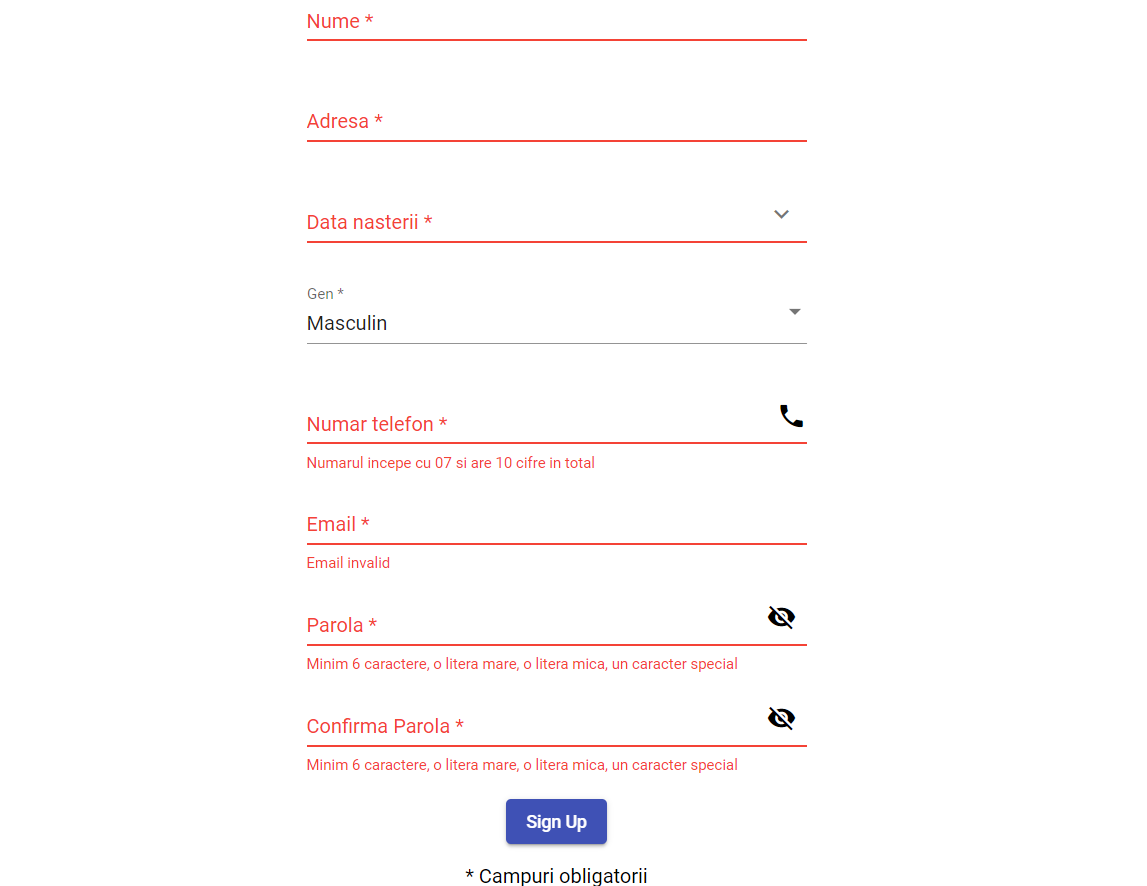 Nume *
Adresa *
Data nasterii *
Gen *
Masculin
Numar telefon *
Numarul incepe cu 07 si are 10 cifre in total
Email *
Email invalid
Parola *
Minim 6 caractere, o litera mare, o litera mica, un caracter special
Confirma Parola *
Minim 6 caractere, o litera mare, o litera mica, un caracter special
Sign Up
* Campuri obligatorii